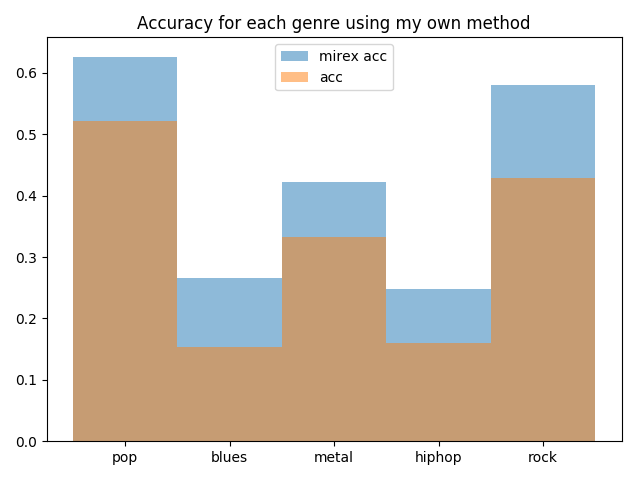 Accuracy for each genre using my own method
mirex acc
acc
0.6
0.5
0.4
0.3
0.2
0.1
0.0
pop blues metal hiphop rock